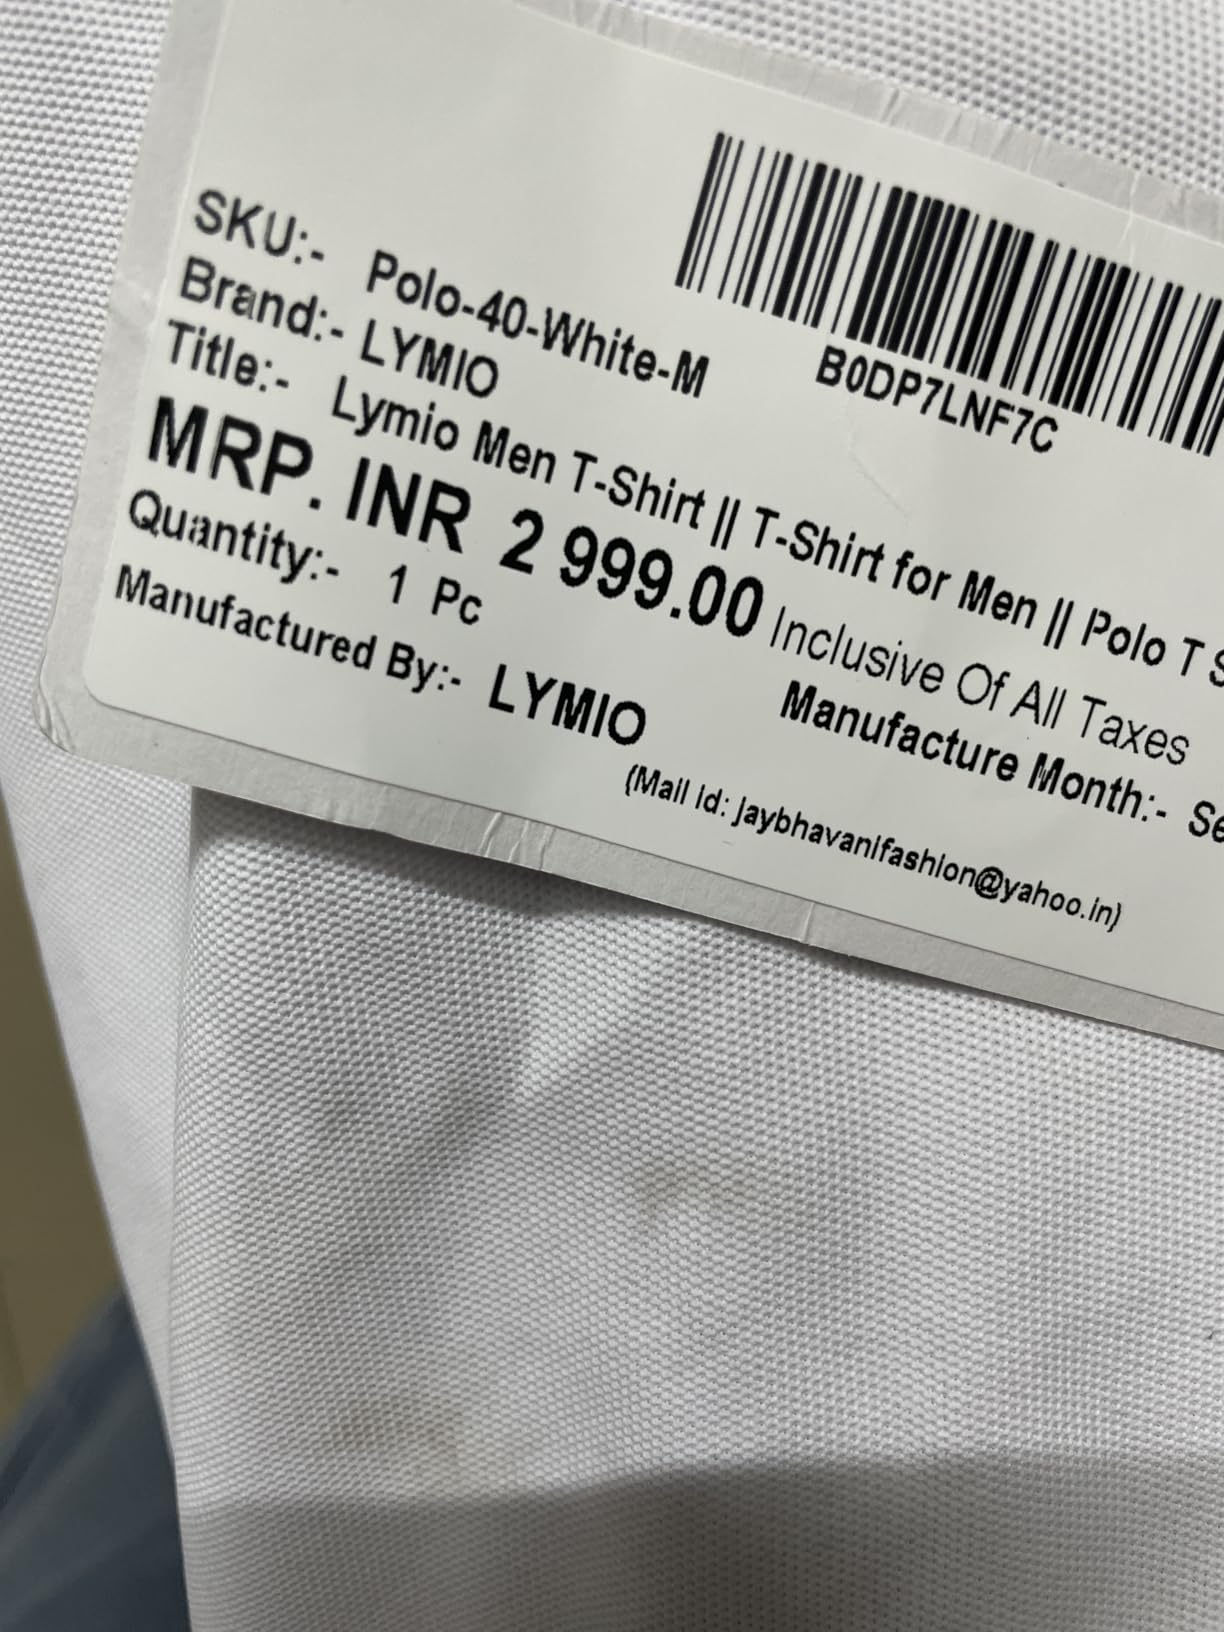 B0DP7LNF7C
SKU:- Polo-40-White-M
Brand:- LYMIO
Title:- Lymio Men T-Shirt || T-Shirt for Men || Polo T
MRP. INR 2 999.00 Inclusive Of All Taxes
Quantity:- 1 Pc
Manufacture Month:-
Manufactured By:- LYMIO
(Mail id: jaybhavanifashion@yahoo.in)